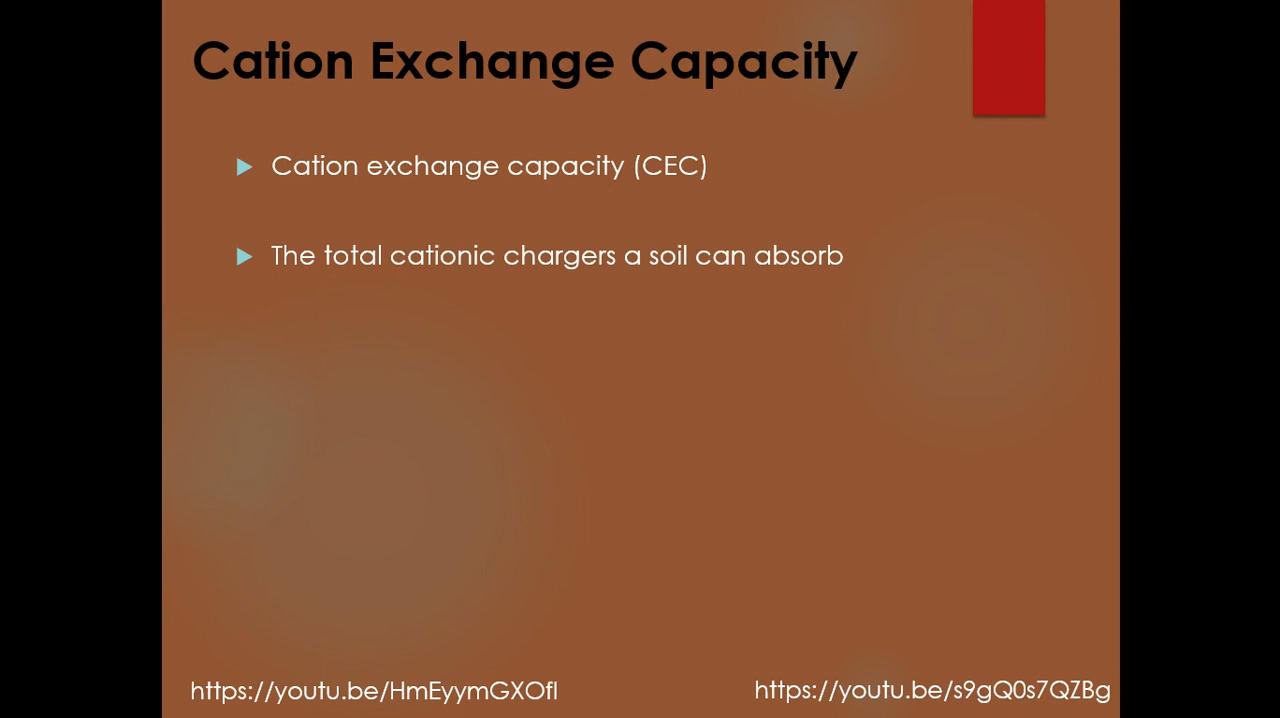 Cation Exchange Capacity
Cation exchange capacity (CEC)
The total cationic chargers a soil can absorb
https://youtu.be/HmEyymGXOfI
https://youtu.be/s9gQ0s7QZBg